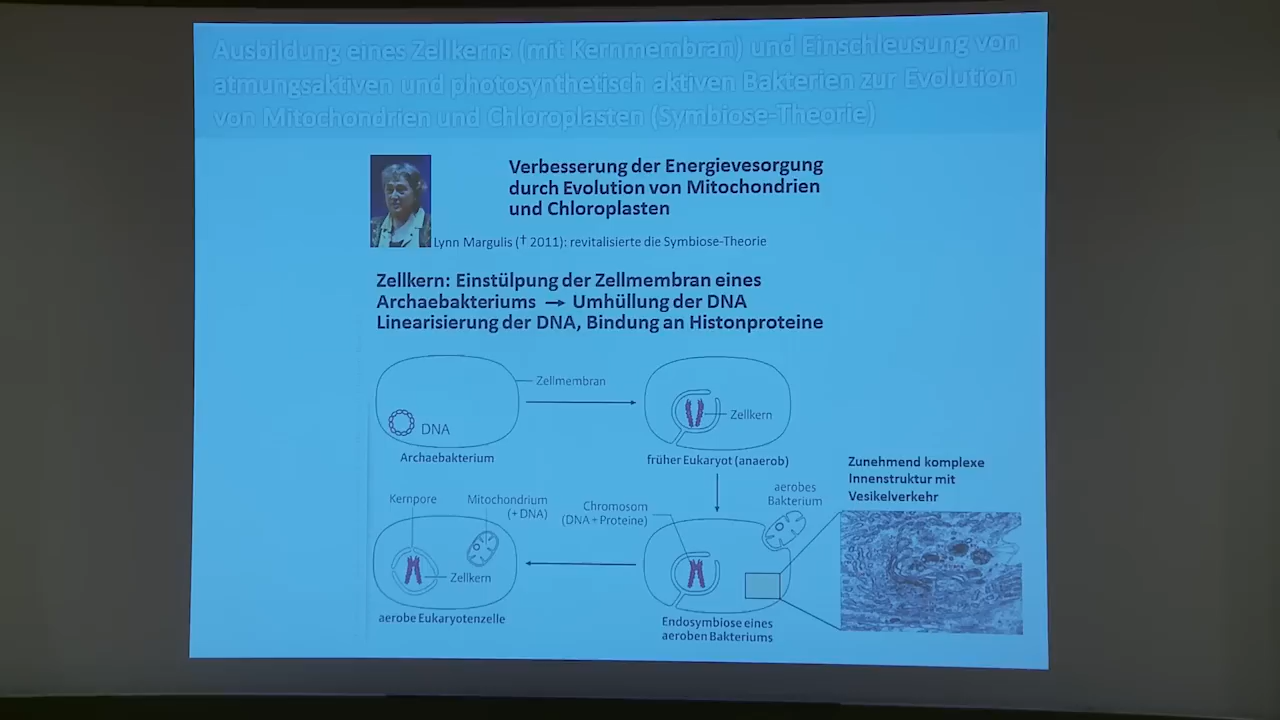 Ausbildung eines Zellkerns (mit Kernmembran) und Einschleusung von
atmungsaktiven und photosynthetisch aktiven Bakterien zur Evolution
von Mitochondrien und Chloroplasten (Symbiose-Theorie)
Verbesserung der Energievesorgung
durch Evolution von Mitochondrien
und Chloroplasten
Lynn Margulis († 2011): revitalisierte die Symbiose-Theorie
Zellkern: Einstülpung der Zellmembran eines
Archaebakteriums → Umhüllung der DNA
Linearisierung der DNA, Bindung an Histonproteine
Zellmembran
DNA
Archaebakterium
Zellkern
früher Eukaryot (anaerob)
Zunehmend komplexe
Innenstruktur mit
Vesikelverkehr
aerobes
Bakterium
Chromosom
(DNA + Proteine)
Endosymbiose eines
aeroben Bakteriums
Kernpore
Mitochondrium
(+ DNA)
Zellkern
aerobe Eukaryotenzelle